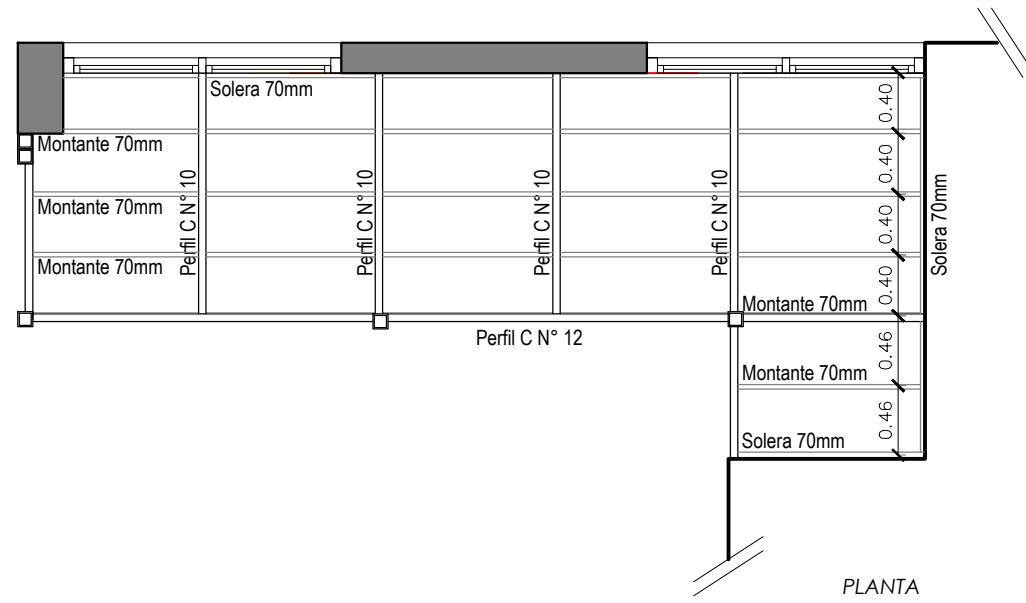 Solera 70mm
0.40
Montante 70mm
0.40
Perfil C N° 10
Perfil C N° 10
Perfil C N° 10
Perfil C N° 10
Solera 70mm
Montante 70mm
0.40
Montante 70mm
0.40
Montante 70mm
Perfil C N° 12
0.46
Montante 70mm
0.46
Solera 70mm
PLANTA